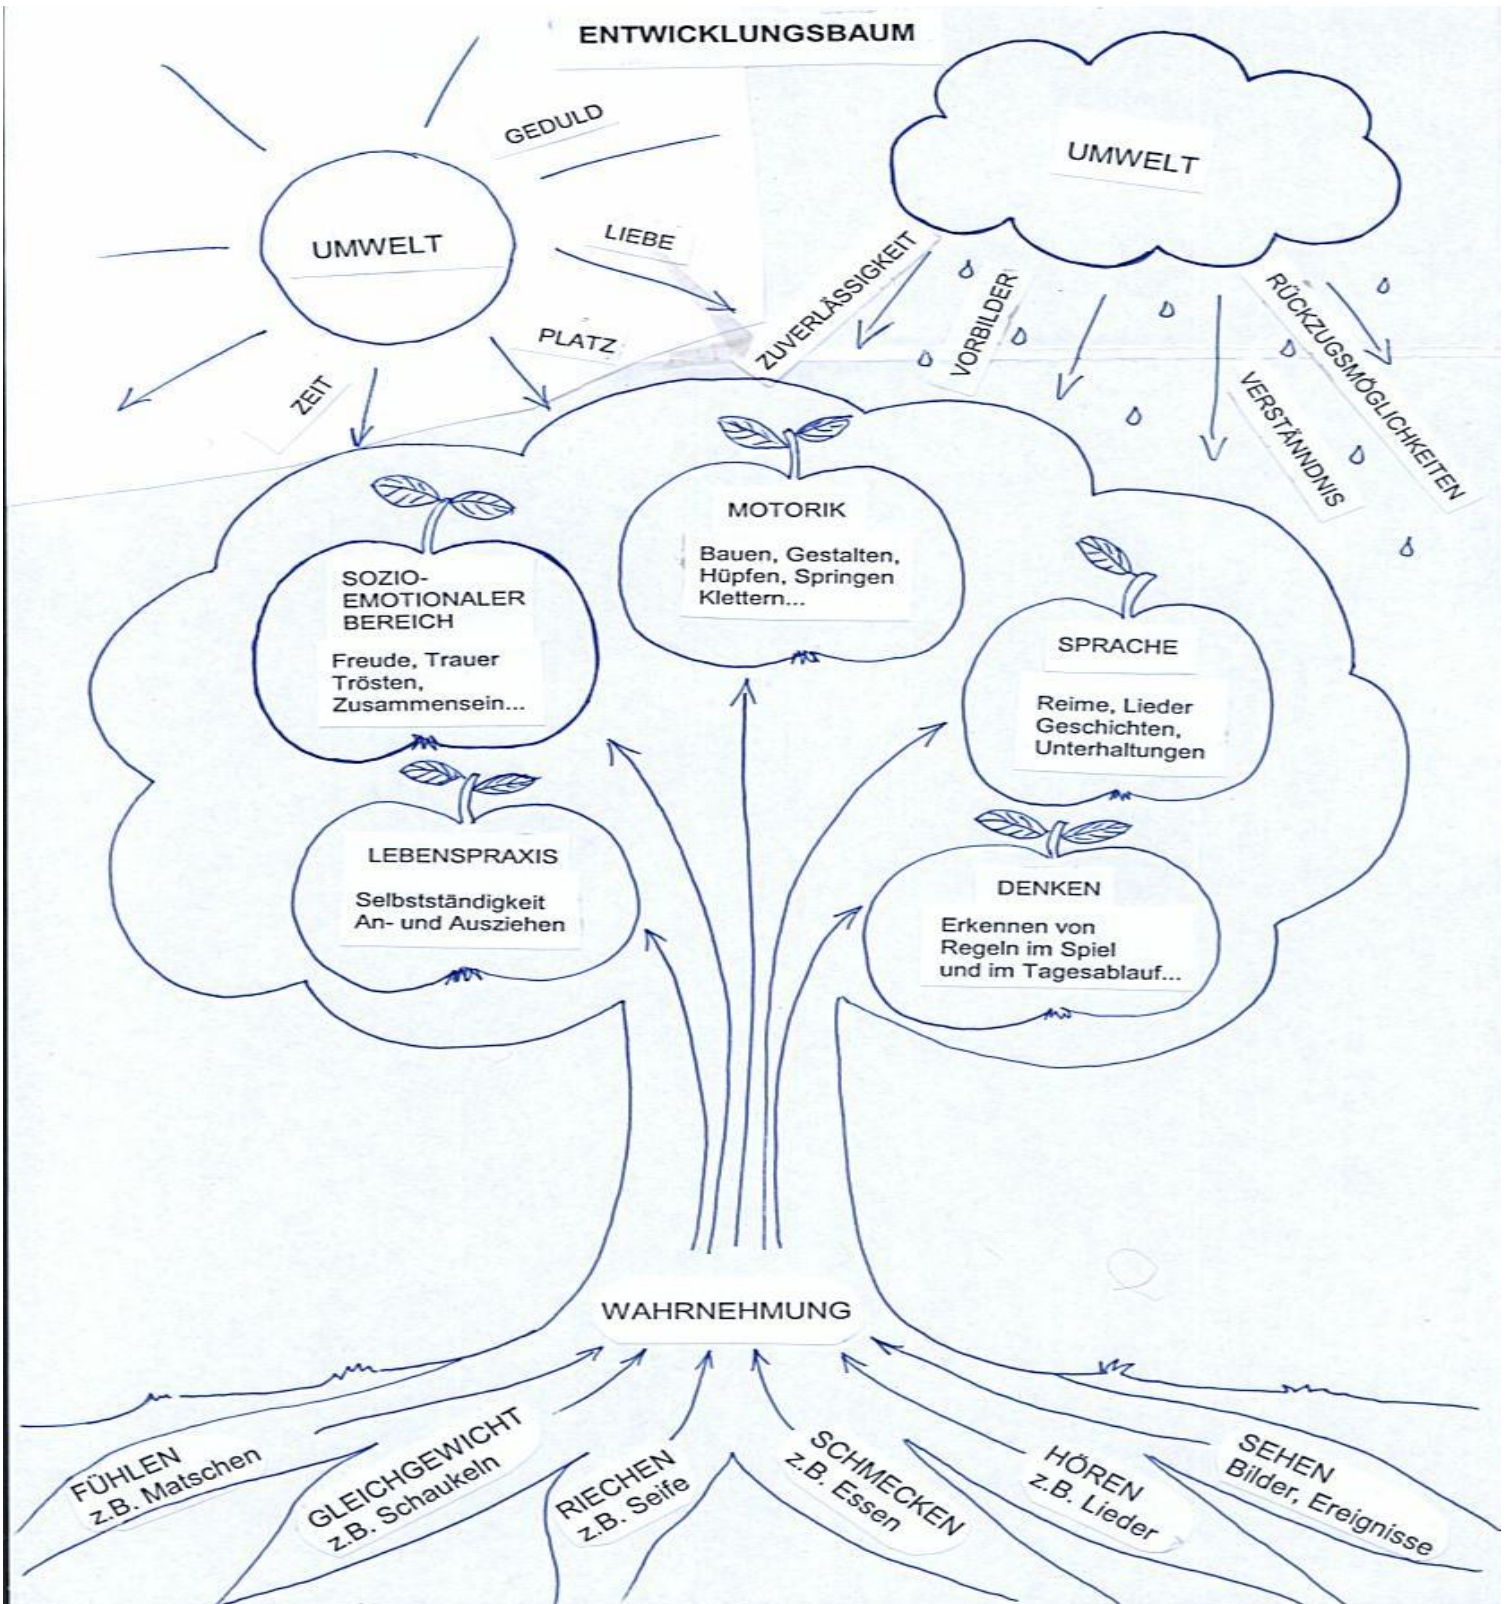 ENTWICKLUNGSBAUM
GEDULD
UMWELT
UMWELT
LIEBE
ZUVERLÄSSIGKEIT
VORBILDER
RÜCKZUGSMÖGLICHKEITEN
PLATZ
ZEIT
VERSTÄNNDNIS
MOTORIK
Bauen, Gestalten,
Hüpfen, Springen
Klettern...
SOZIO-
EMOTIONALER
BEREICH
Freude, Trauer
Trösten,
Zusammensein...
SPRACHE
Reime, Lieder
Geschichten,
Unterhaltungen
LEBENSPRAXIS
Selbstständigkeit
An- und Ausziehen
DENKEN
Erkennen von
Regeln im Spiel
und im Tagesablauf...
WAHRNEHMUNG
FÜHLEN
z.B. Matschen
GLEICHGEWICHT
z.B. Schaukeln
RIECHEN
z.B. Seife
SCHMECKEN
z.B. Essen
HÖREN
z.B. Lieder
SEHEN
Bilder, Ereignisse